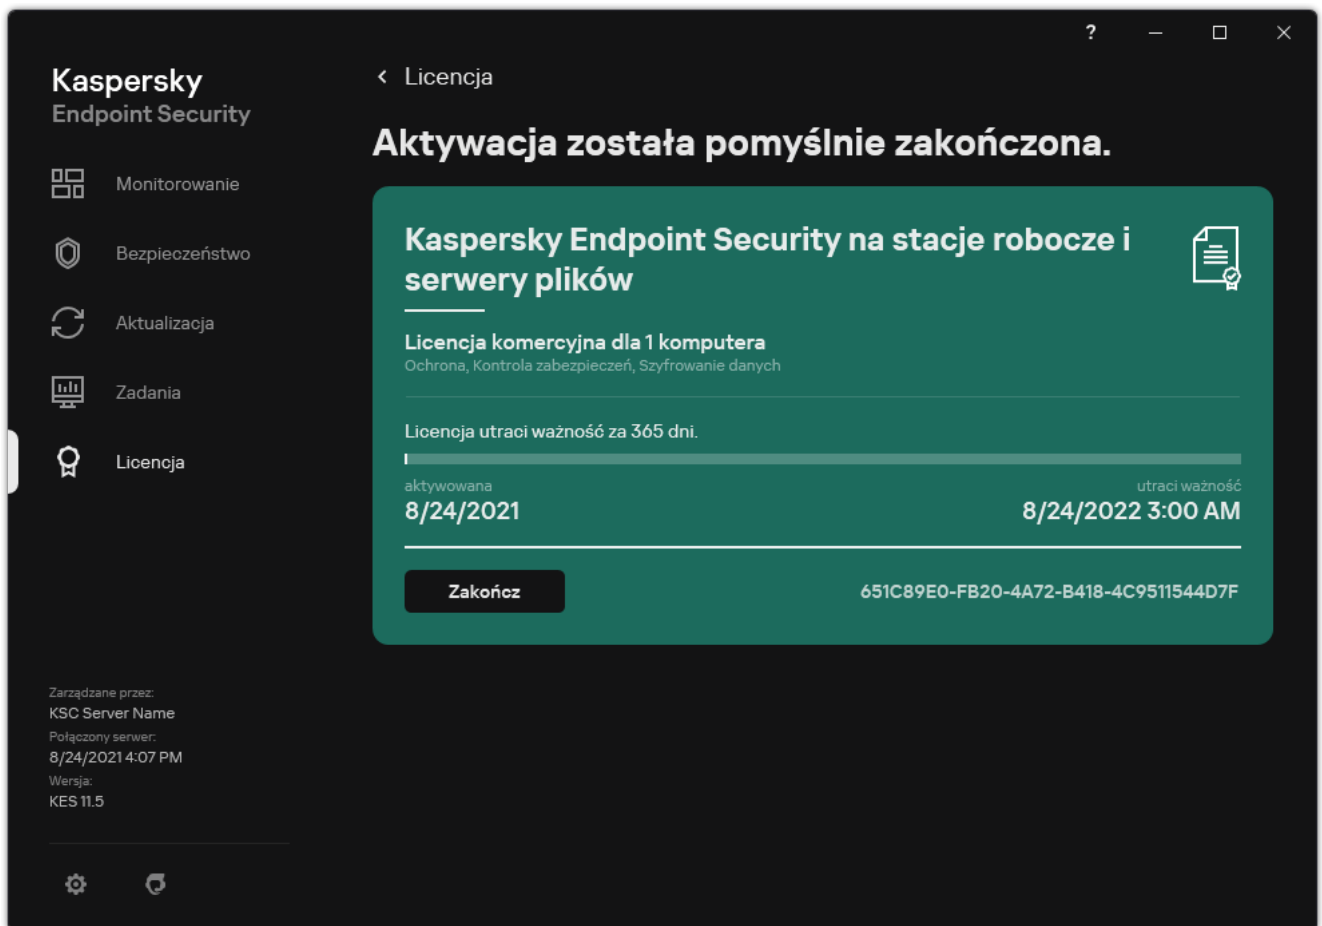 ?
Kaspersky
Endpoint Security
Monitorowanie
Bezpieczeństwo
Aktualizacja
Zadania
Licencja
Zarządzane przez:
KSC Server Name
Połączony serwer:
8/24/2021 4:07 PM
Wersja:
KES 11.5
Licencja
Aktywacja została pomyślnie zakończona.
Kaspersky Endpoint Security na stacje robocze i
serwery plików
Licencja komercyjna dla 1 komputera
Ochrona, Kontrola zabezpieczeń, Szyfrowanie danych
Licencja utraci ważność za 365 dni.
aktywowana utraci ważność
8/24/2021 8/24/2022 3:00 AM
Zakończ 651C89E0-FB20-4A72-B418-4C9511544D7F